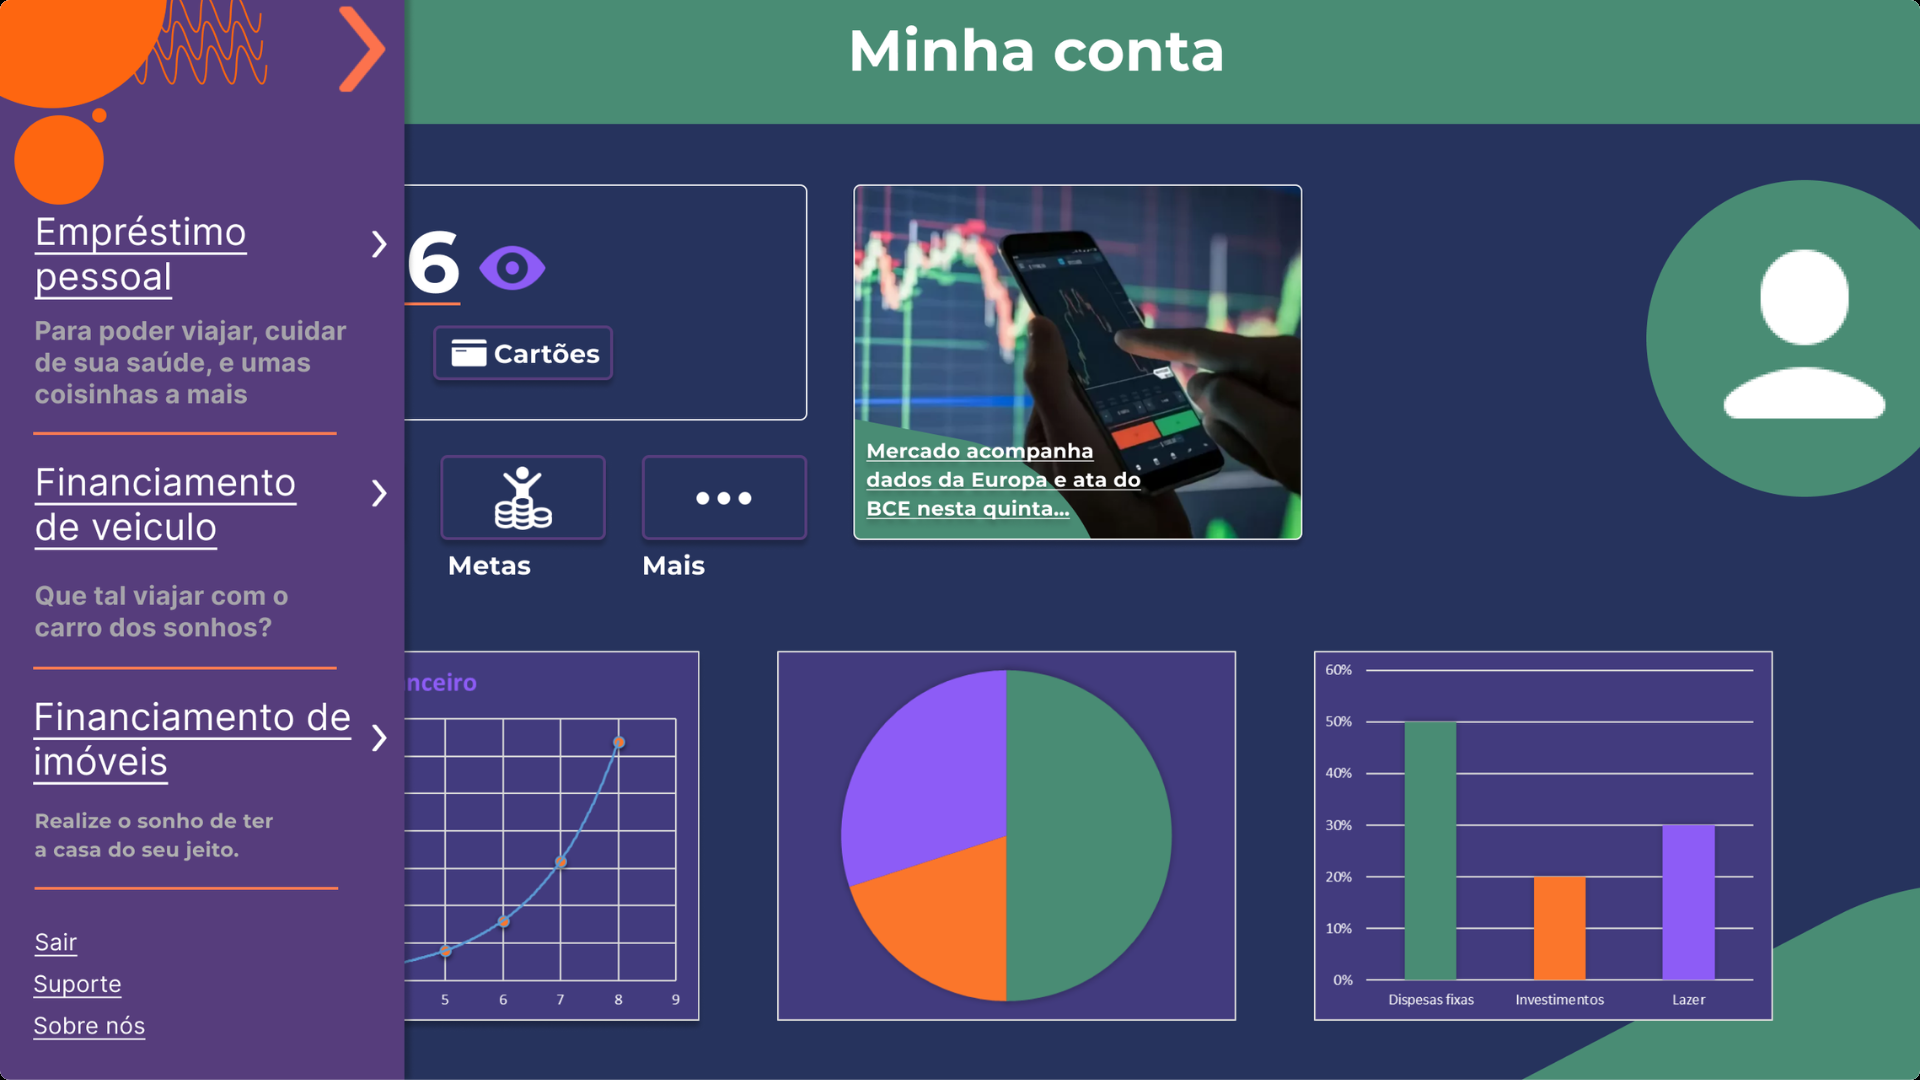 Minha conta
Empréstimo
pessoal
Para poder viajar, cuidar
de sua saúde, e umas
coisinhas a mais
Financiamento
de veiculo
Que tal viajar com o
carro dos sonhos?
Financiamento de
imóveis
Realize o sonho de ter
a casa do seu jeito.
Sair
Suporte
Sobre nós
6
Cartões
Metas
Mais
Mercado acompanha
dados da Europa e ata do
BCE nesta quinta...
nceiro
5 6 7 8 9
60%
50%
40%
30%
20%
10%
0%
Dispesas fixas Investimentos Lazer